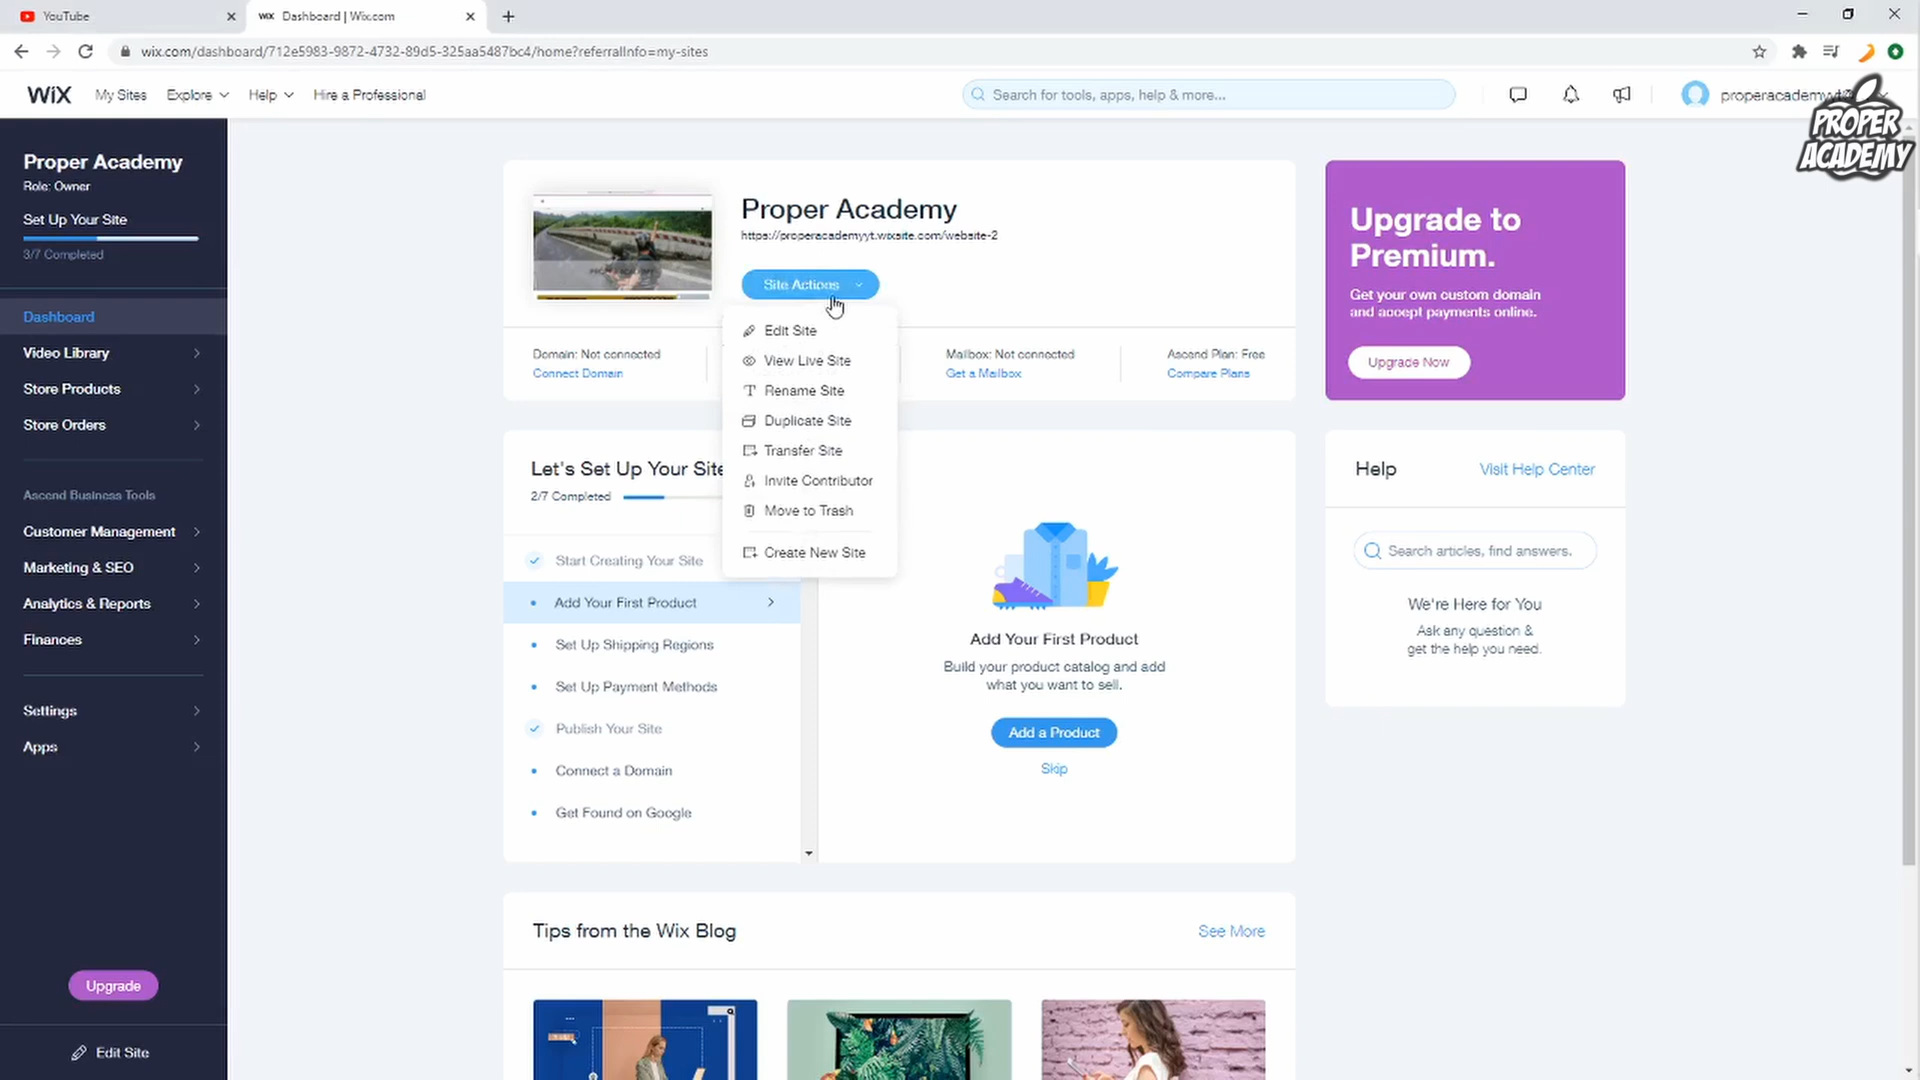 YouTube
WIX Dashboard | Wix.com
wix.com/dashboard/712e5983-9872-4732-89d5-325aa5487bc4/home?referralInfo=my-sites
WiX
My Sites
Explore
Help
Hire a Professional
Search for tools, apps, help & more...
properacademyyt@
PROPER
ACADEMY
Proper Academy
Role: Owner
Set Up Your Site
3/7 Completed
Dashboard
Video Library
Store Products
Store Orders
Ascend Business Tools
Customer Management
Marketing & SEO
Analytics & Reports
Finances
Settings
Apps
Upgrade
Edit Site
Proper Academy
https://properacademyyt.wixsite.com/website-2
Site Actions
Edit Site
View Live Site
Rename Site
Duplicate Site
Transfer Site
Invite Contributor
Move to Trash
Create New Site
Domain: Not connected
Connect Domain
Mailbox: Not connected
Get a Mailbox
Ascend Plan: Free
Compare Plans
Let's Set Up Your Site
2/7 Completed
Start Creating Your Site
Add Your First Product
Set Up Shipping Regions
Set Up Payment Methods
Publish Your Site
Connect a Domain
Get Found on Google
Add Your First Product
Build your product catalog and add
what you want to sell.
Add a Product
Skip
Upgrade to
Premium.
Get your own custom domain
and accept payments online.
Upgrade Now
Help
Visit Help Center
Search articles, find answers.
We're Here for You
Ask any question &
get the help you need.
Tips from the Wix Blog
See More